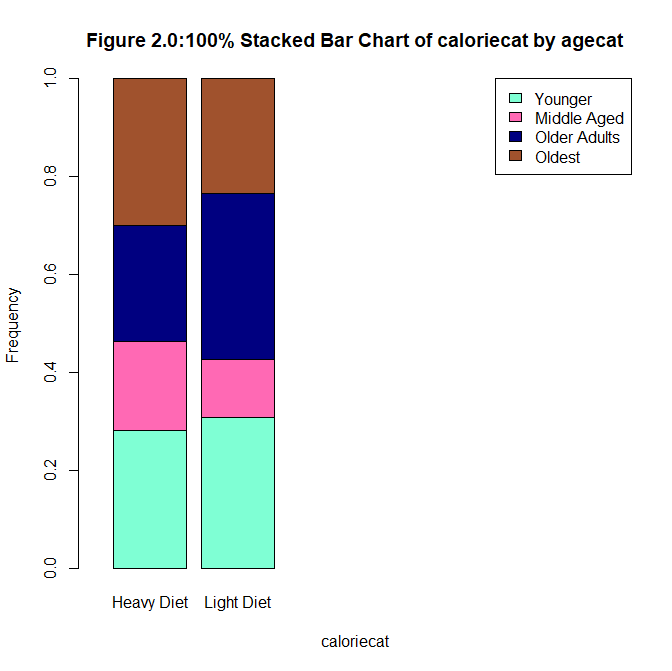 Figure 2.0:100% Stacked Bar Chart of caloriecat by agecat
Younger
Middle Aged
Older Adults
Oldest
1.0
0.8
0.6
0.4
0.2
0.0
Frequency
Heavy Diet
Light Diet
caloriecat